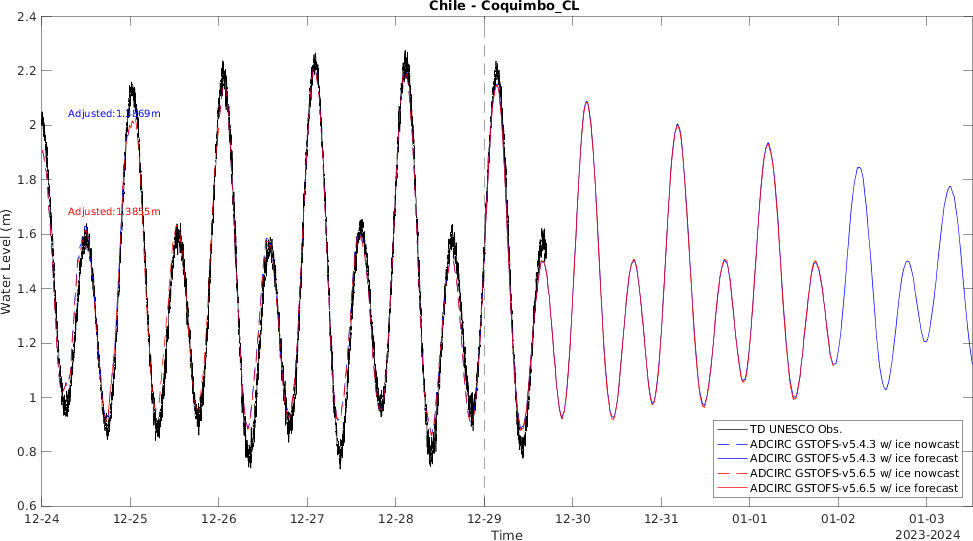 Chile - Coquimbo_CL
2.4
2.2
2
1.8
1.6
1.4
1.2
1
0.8
0.6
Water Level (m)
Adjusted:1.3869m
Adjusted:1.3855m
TD UNESCO Obs.
ADCIRC GSTOFS-v5.4.3 w/ ice nowcast
ADCIRC GSTOFS-v5.4.3 w/ ice forecast
ADCIRC GSTOFS-v5.6.5 w/ ice nowcast
ADCIRC GSTOFS-v5.6.5 w/ ice forecast
12-24 12-25 12-26 12-27 12-28 12-29 12-30 12-31 01-01 01-02 01-03
Time
2023-2024